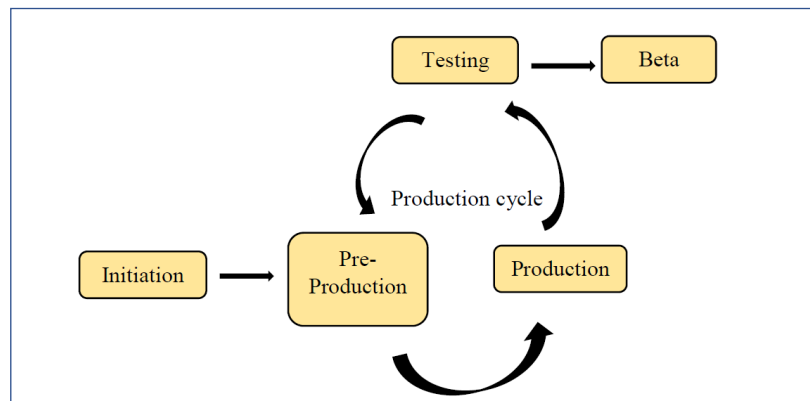 Testing
Beta
Production cycle
Initiation
Pre-
Production
Production